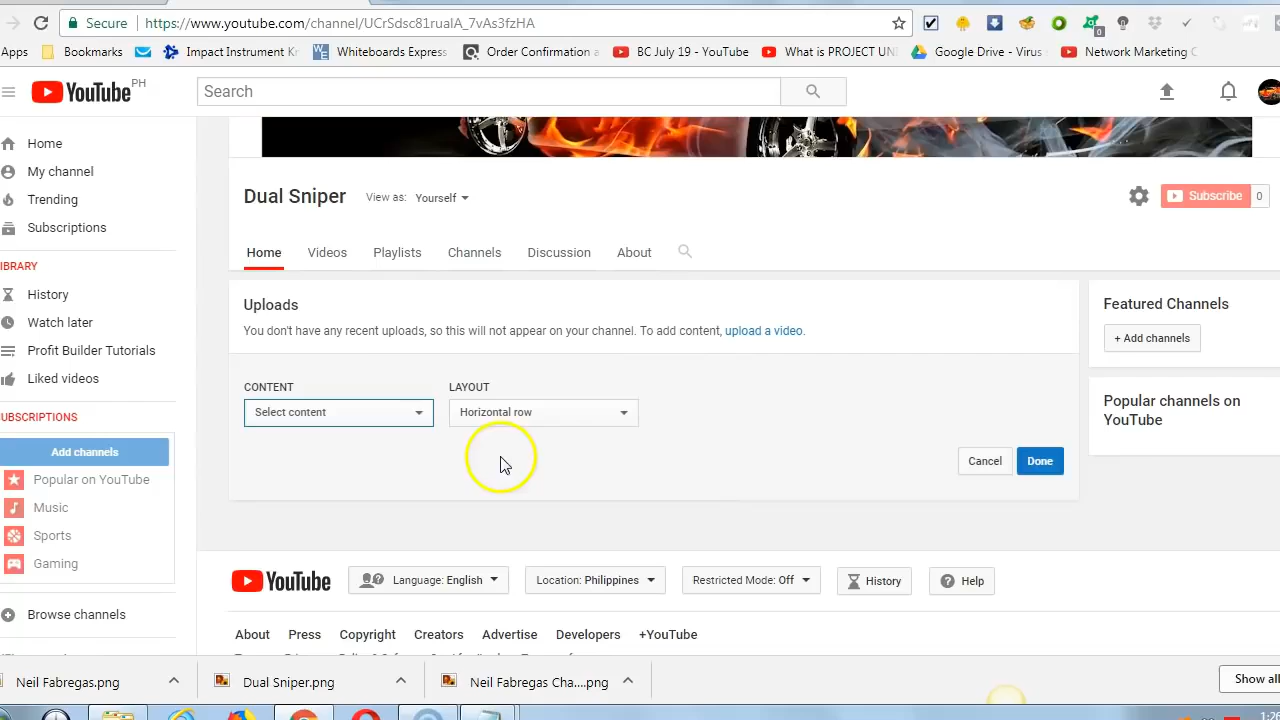 Secure https://www.youtube.com/channel/UCrSdsc81ruaIA_7vAs3fzHA
Apps Bookmarks Impact Instrument Kr Whiteboards Express Order Confirmation a BC July 19 - YouTube What is PROJECT UNI Google Drive - Virus Network Marketing C
YouTube PH Search
Home
My channel
Trending
Subscriptions
LIBRARY
History
Watch later
Profit Builder Tutorials
Liked videos
SUBSCRIPTIONS
Add channels
Popular on YouTube
Music
Sports
Gaming
Browse channels
Dual Sniper View as: Yourself Subscribe 0
Home Videos Playlists Channels Discussion About
Uploads
You don't have any recent uploads, so this will not appear on your channel. To add content, upload a video.
CONTENT LAYOUT
Select content Horizontal row
Cancel Done
Featured Channels
+ Add channels
Popular channels on
YouTube
YouTube Language: English Location: Philippines Restricted Mode: Off History Help
About Press Copyright Creators Advertise Developers +YouTube
Neil Fabregas.png Dual Sniper.png Neil Fabregas Cha....png Show all